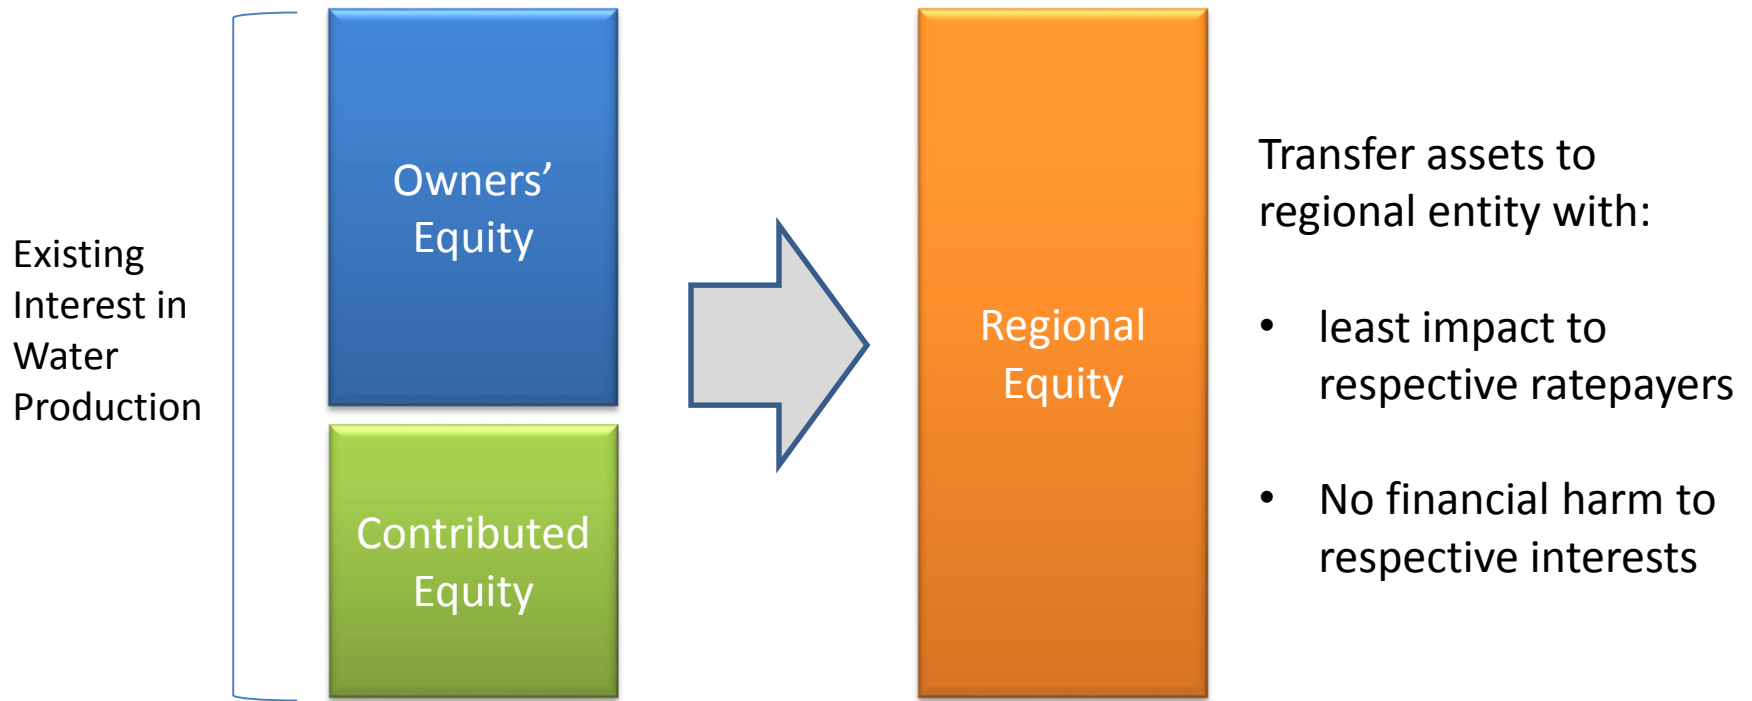 Existing
Interest in
Water
Production
Owners’
Equity
Contributed
Equity
Regional
Equity
Transfer assets to
regional entity with:
• least impact to
respective ratepayers
• No financial harm to
respective interests